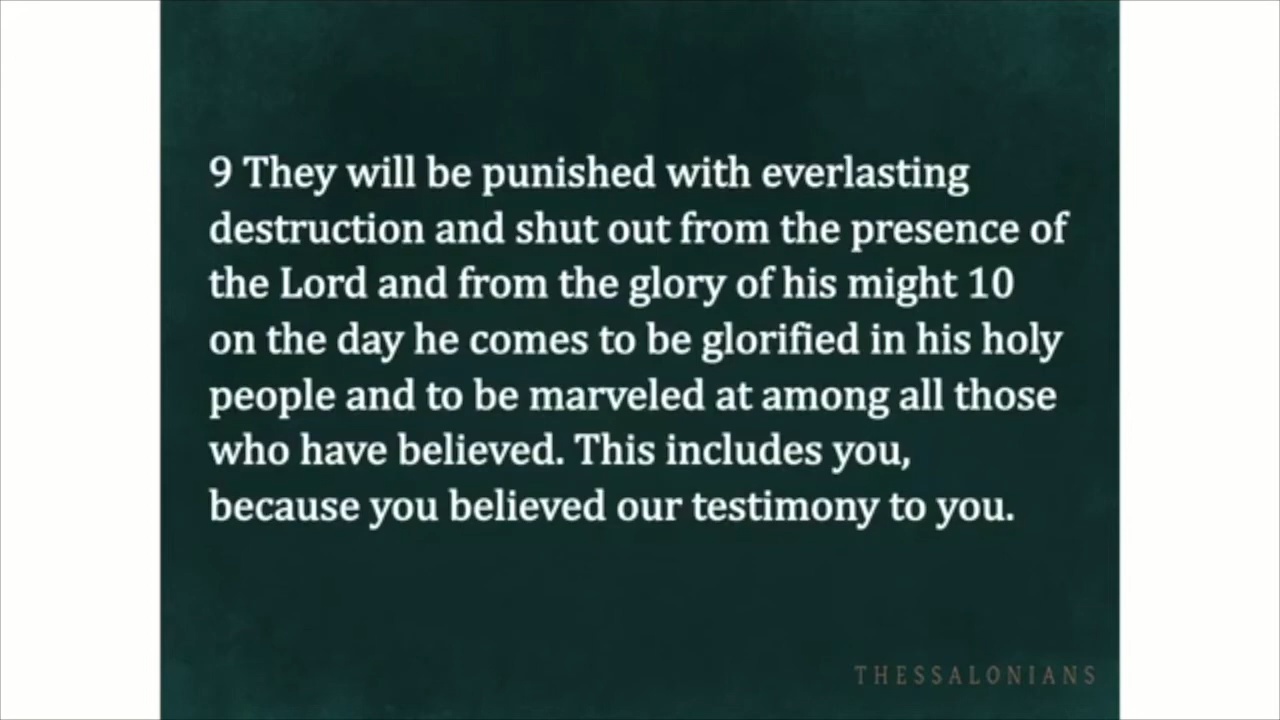 9 They will be punished with everlasting
destruction and shut out from the presence of
the Lord and from the glory of his might 10
on the day he comes to be glorified in his holy
people and to be marveled at among all those
who have believed. This includes you,
because you believed our testimony to you.
THESSALONIANS